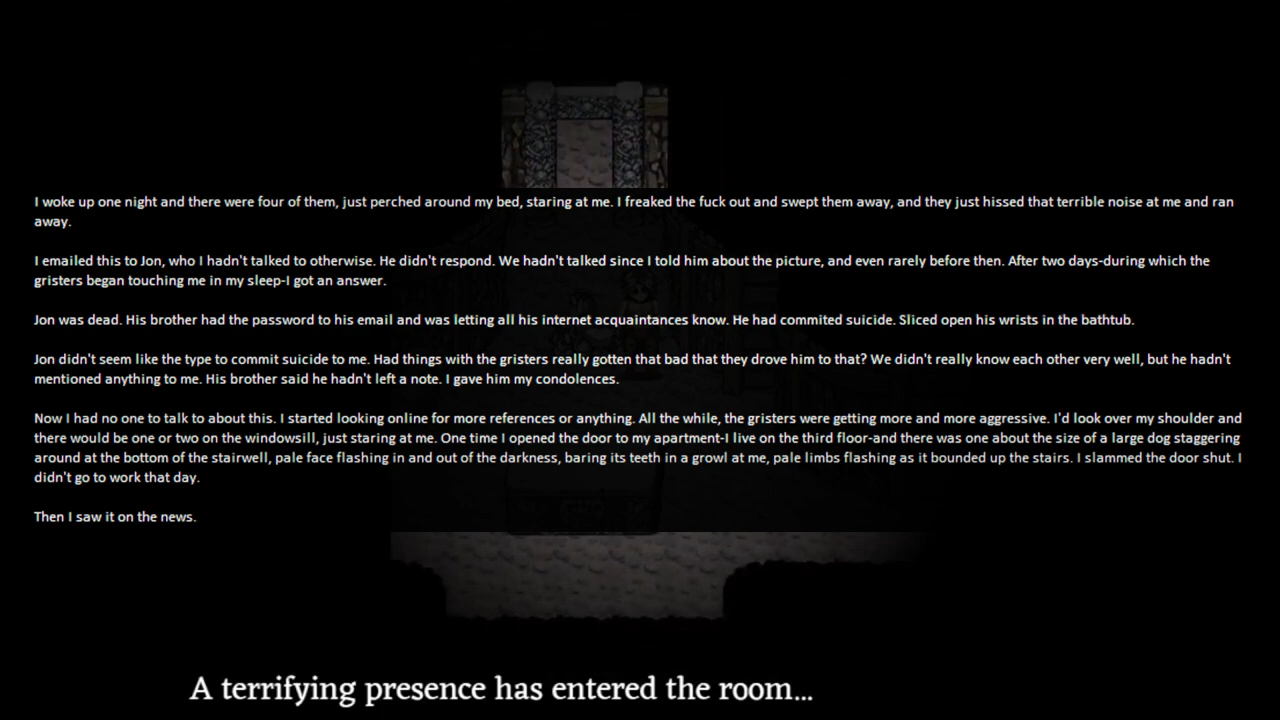 I woke up one night and there were four of them, just perched around my bed, staring at me. I freaked the fuck out and swept them away, and they just hissed that terrible noise at me and ran
away.
I emailed this to Jon, who I hadn't talked to otherwise. He didn't respond. We hadn't talked since I told him about the picture, and even rarely before then. After two days-during which the
gristers began touching me in my sleep-I got an answer.
Jon was dead. His brother had the password to his email and was letting all his internet acquaintances know. He had commited suicide. Sliced open his wrists in the bathtub.
Jon didn't seem like the type to commit suicide to me. Had things with the gristers really gotten that bad that they drove him to that? We didn't really know each other very well, but he hadn't
mentioned anything to me. His brother said he hadn't left a note. I gave him my condolences.
Now I had no one to talk to about this. I started looking online for more references or anything. All the while, the gristers were getting more and more aggressive. I'd look over my shoulder and
there would be one or two on the windowsill, just staring at me. One time I opened the door to my apartment-I live on the third floor-and there was one about the size of a large dog staggering
around at the bottom of the stairwell, pale face flashing in and out of the darkness, baring its teeth in a growl at me, pale limbs flashing as it bounded up the stairs. I slammed the door shut. I
didn't go to work that day.
Then I saw it on the news.
A terrifying presence has entered the room...